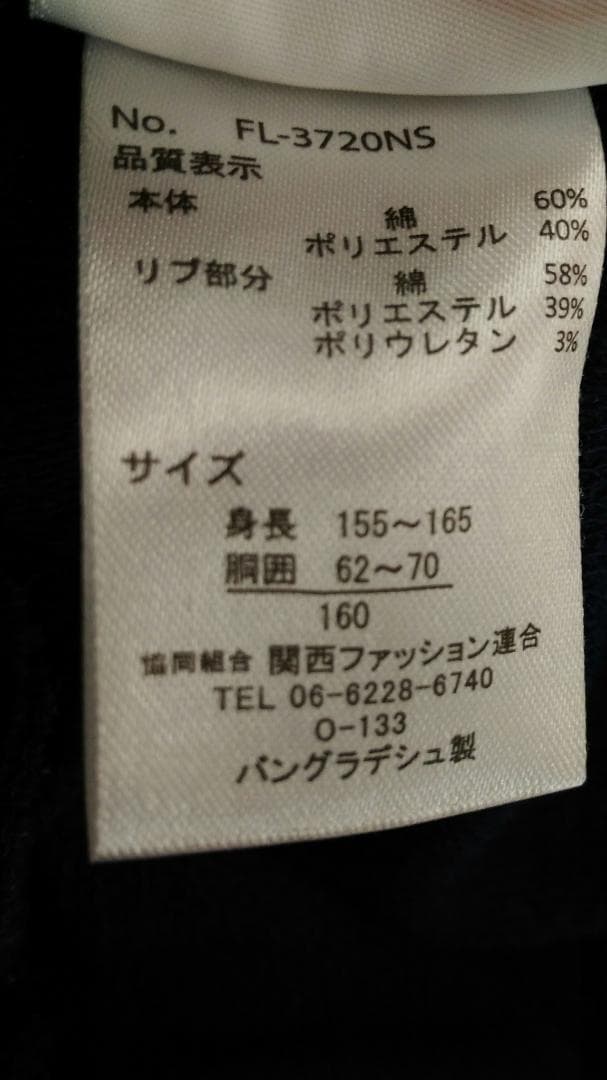 No. FL-3720NS
品質表示
本体 綿 60%
ポリエステル 40%
リブ部分 綿 58%
ポリエステル 39%
ポリウレタン 3%
サイズ
身長 155～165
胴囲 62～70
160
協同組合 関西ファッション連合
TEL 06-6228-6740
O-133
バングラデシュ製